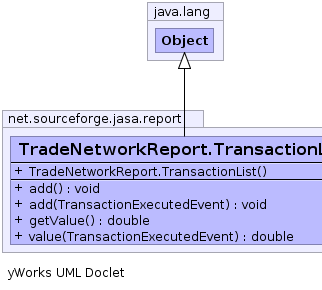 java.lang
Object
net.sourceforge.jasa.report
TradeNetworkReport.TransactionL
+ TradeNetworkReport.TransactionList()
+ add() : void
+ add(TransactionExecutedEvent) : void
+ getValue() : double
+ value(TransactionExecutedEvent) : double
yWorks UML Doclet